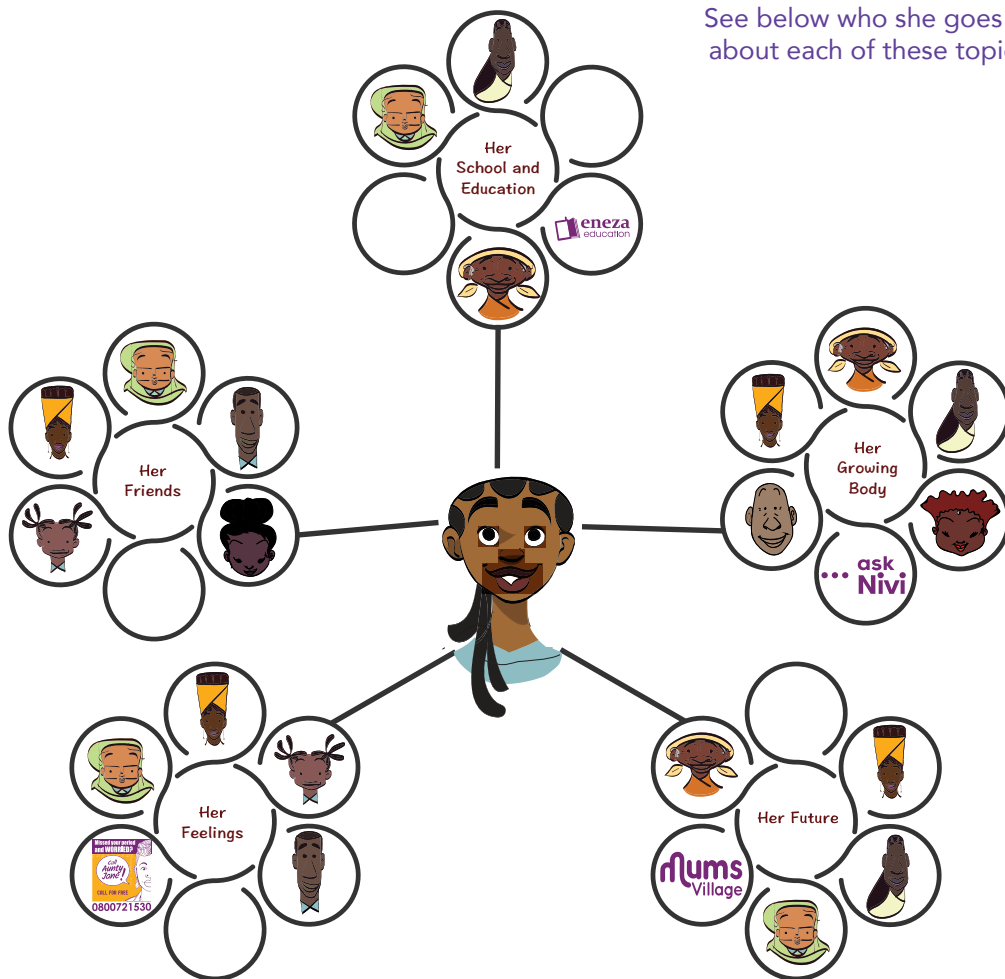 See below who she goes
about each of these topi
Her
School and
Education
eneza
education
Her
Friends
Her
Growing
Body
... ask
Nivi
Her
Feelings
Missed your period
and WORRIED?
Call
Aunty
Jane!
CALL FOR FREE
0800721530
Her Future
mums
Village